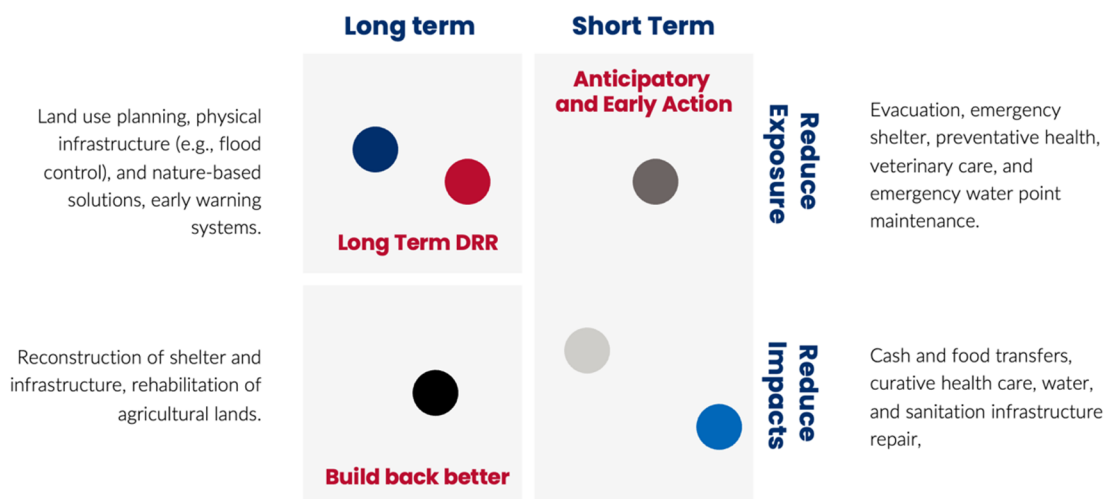 Long term
Short Term
Land use planning, physical
infrastructure (e.g., flood
control), and nature-based
solutions, early warning
systems.
Long Term DRR
Anticipatory
and Early Action
Reduce
Exposure
Evacuation, emergency
shelter, preventative health,
veterinary care, and
emergency water point
maintenance.
Reconstruction of shelter and
infrastructure, rehabilitation of
agricultural lands.
Build back better
Reduce
Impacts
Cash and food transfers,
curative health care, water,
and sanitation infrastructure
repair,